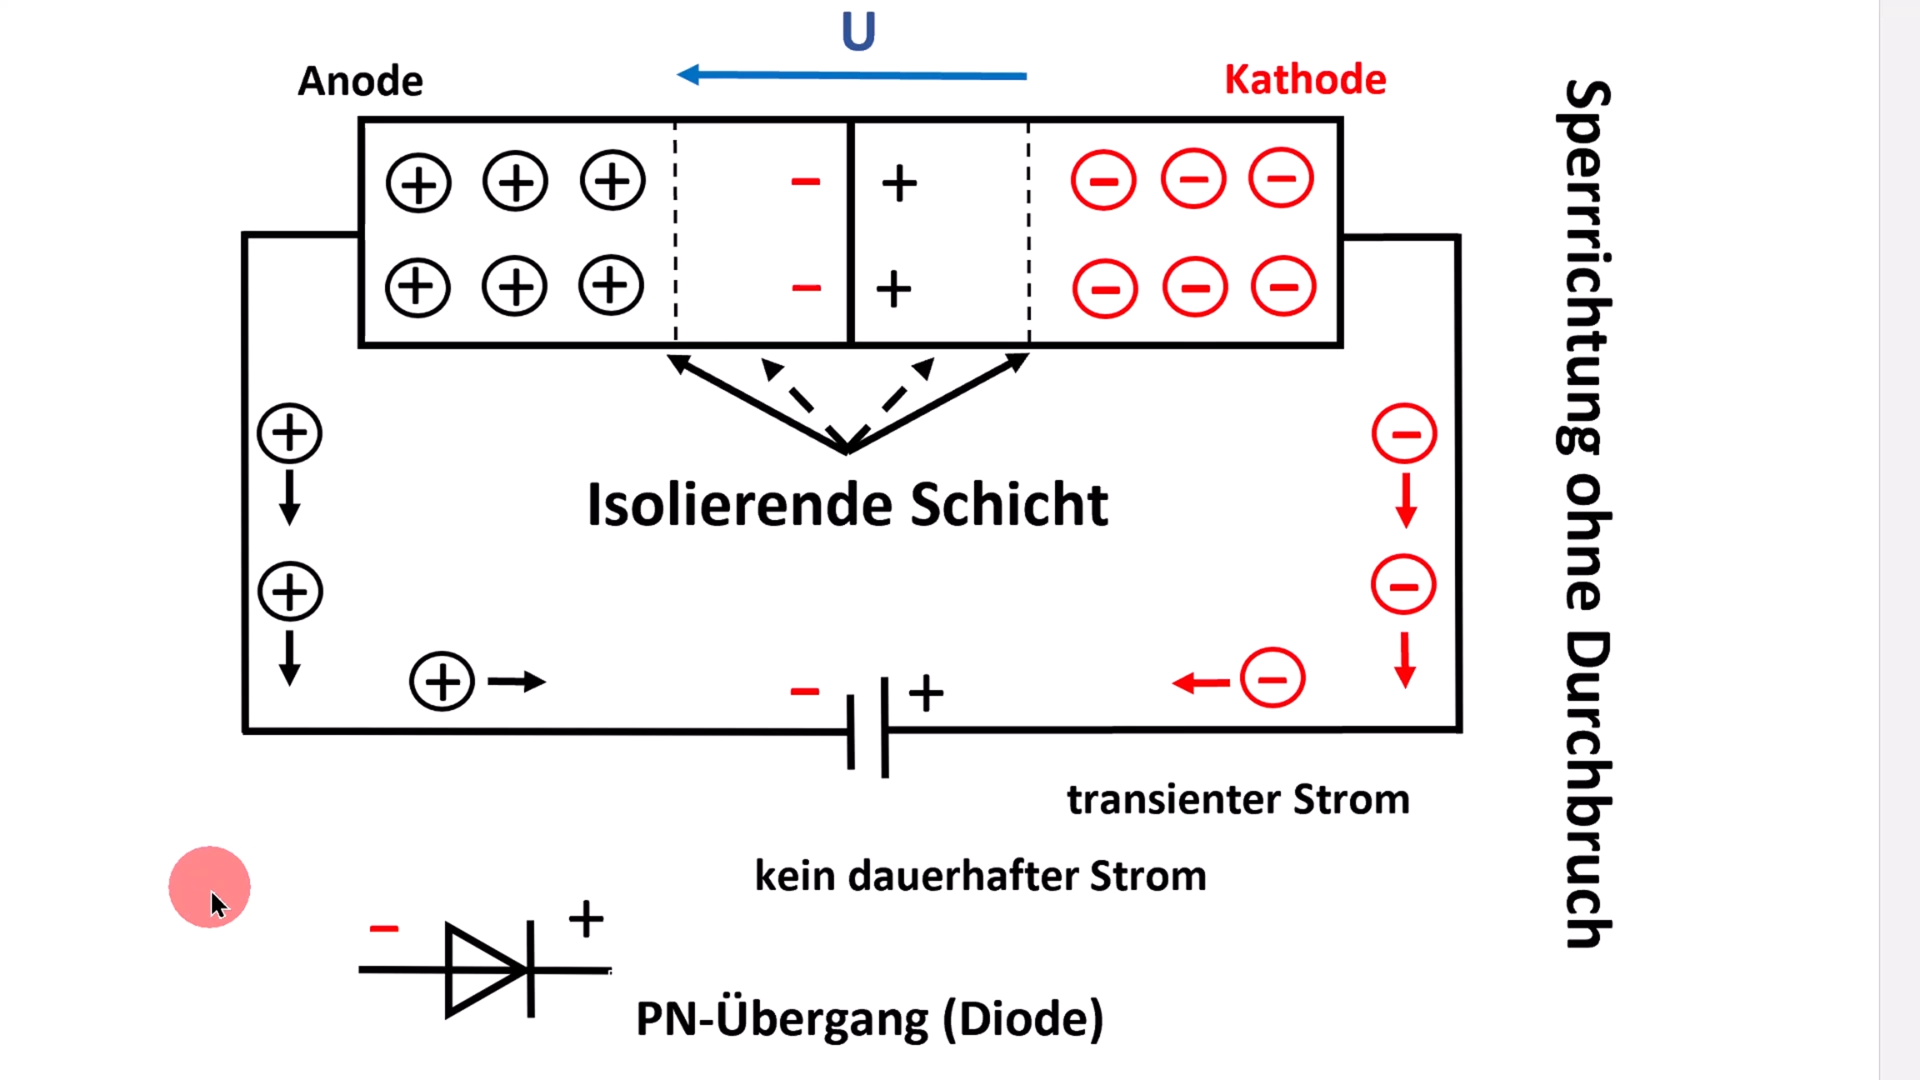 U
Anode
Kathode
− +
− +
Isolierende Schicht
− +
transienter Strom
kein dauerhafter Strom
− +
PN-Übergang (Diode)
Sperrrichtung ohne Durchbruch